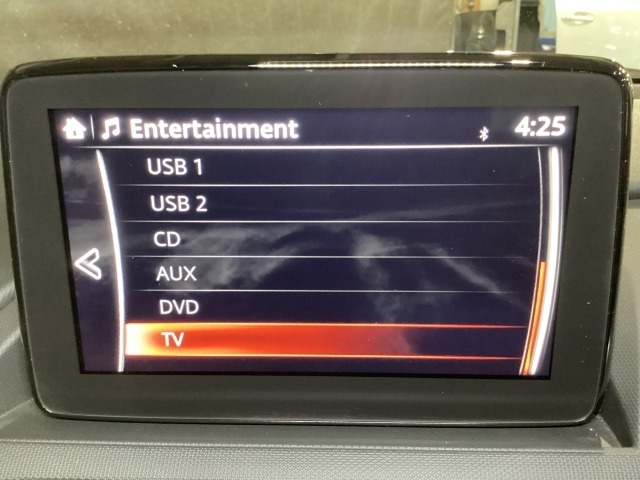 Entertainment 4:25
USB 1
USB 2
CD
AUX
DVD
TV